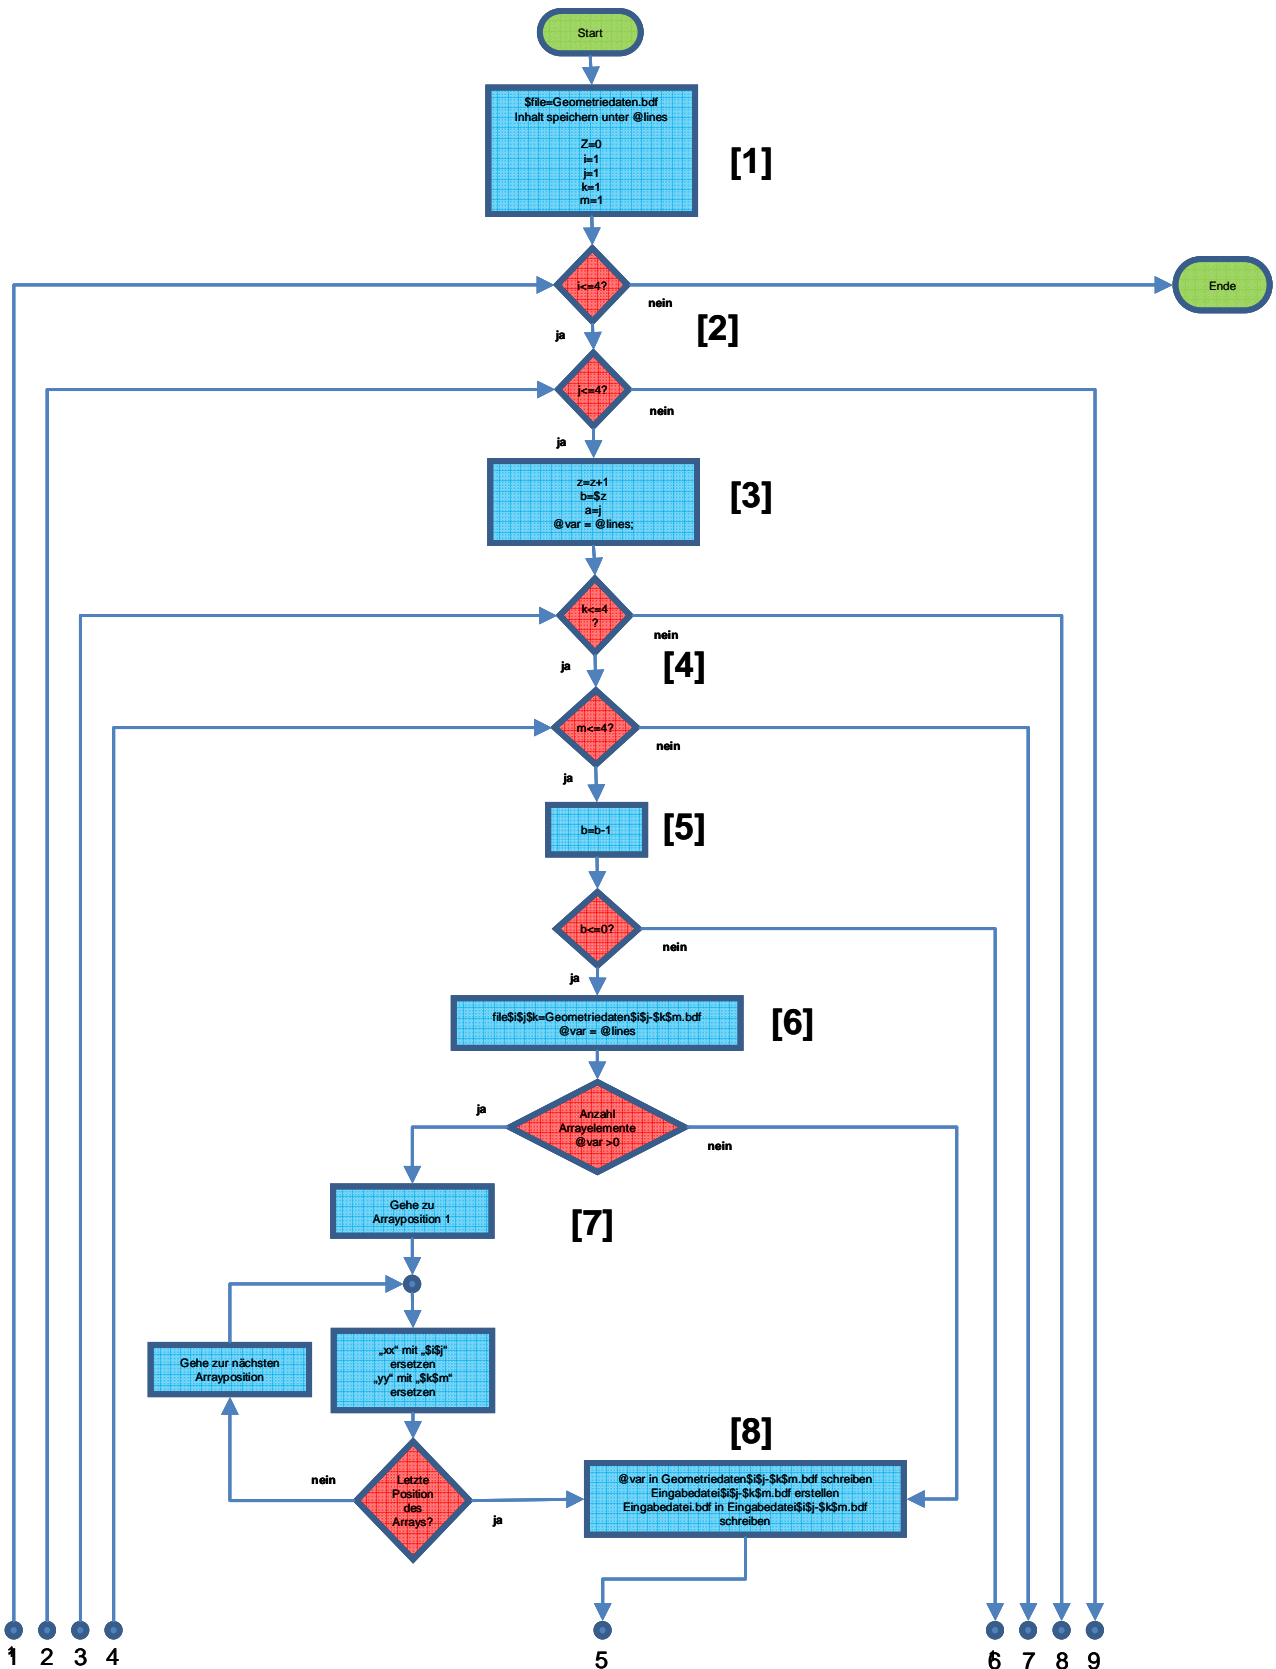 Start
$file=Geometriedaten.bdf
Inhalt speichern unter @lines
Z=0
i=1
j=1
k=1
m=1
[1]
i<=4?
nein
Ende
ja
[2]
j<=4?
nein
ja
z=z+1
b=$z
a=j
@var = @lines;
[3]
k<=4
?
nein
ja
[4]
m<=4?
nein
ja
b=b-1
[5]
b<=0?
nein
ja
file$i$j$k=Geometriedaten$i$j-$k$m.bdf
@var = @lines
[6]
ja
Anzahl
Arrayelemente
@var >0
nein
Gehe zu
Arrayposition 1
[7]
„xx“ mit „$i$j“
ersetzen
„yy“ mit „$k$m“
ersetzen
Gehe zur nächsten
Arrayposition
[8]
nein
Letzte
Position
des
Arrays?
ja
@var in Geometriedaten$i$j-$k$m.bdf schreiben
Eingabedatei$i$j-$k$m.bdf erstellen
Eingabedatei.bdf in Eingabedatei$i$j-$k$m.bdf
schreiben
1 2 3 4 5 6 7 8 9